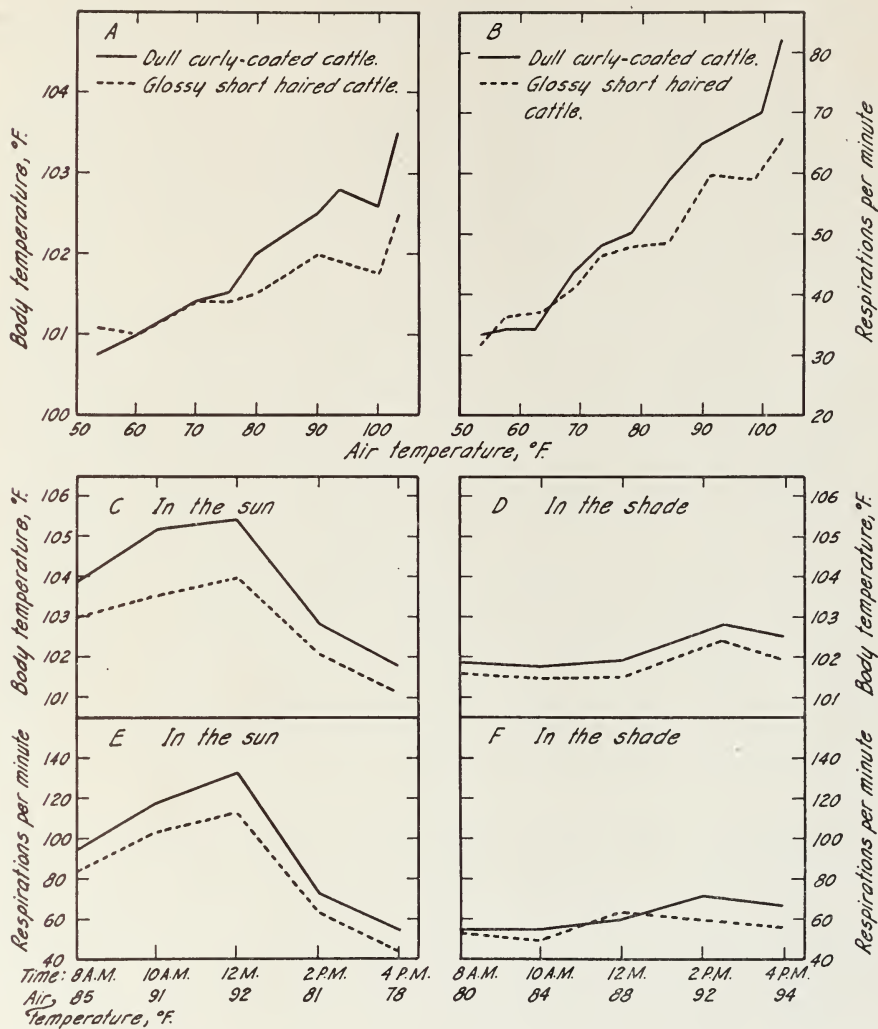 A
Dull curly-coated cattle.
Glossy short haired cattle.
104
103
102
101
100
Body temperature, °F.
50 60 70 80 90 100
B
Dull curly-coated cattle.
Glossy short haired
cattle.
80
70
60
50
40
30
20
Respirations per minute
50 60 70 80 90 100
Air temperature, °F.
C In the sun
106
105
104
103
102
101
Body temperature, °F.
D In the shade
106
105
104
103
102
101
Body temperature, °F.
E In the sun
140
120
100
80
60
40
Respirations per minute
F In the shade
140
120
100
80
60
40
Respirations per minute
Time: 8 A.M. 10 A.M. 12 M. 2 P.M. 4 P.M. 8 A.M. 10 A.M. 12 M. 2 P.M. 4 P.M.
Air 85 91 92 81 78 80 84 88 92 94
temperature, °F.